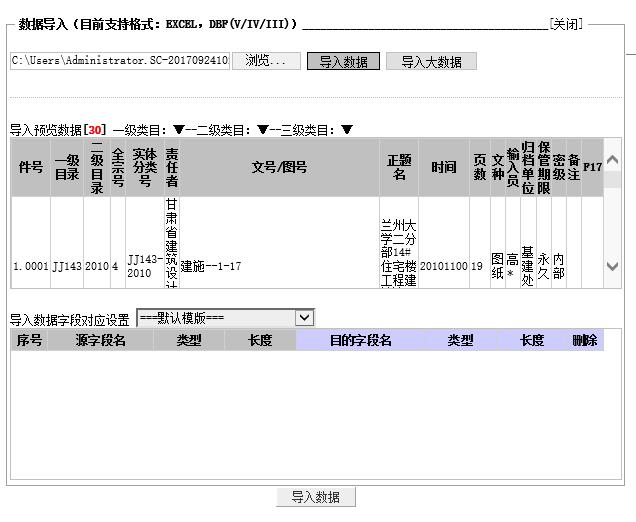 数据导入（目前支持格式：EXCEL，DBF(V/IV/III)）______________________________________[关闭]
C:\Users\Administrator.SC-2017092410 浏览... 导入数据 导入大数据
导入预览数据[30] 一级类目：▼--二级类目：▼--三级类目：▼
件号 一级目录 二级目录 全宗号 实体分类号 责任者 文号/图号 正题名 时间 页数 文种 输入员 归档单位 保管期限 密级 备注 F17
1.0001 JJ143 2010 4 JJ143-2010 甘肃省建筑设计 建施--1-17 兰州大学二分部14#住宅楼工程建 20101100 19 图纸 高* 基建处 永久 内部
导入数据字段对应设置 ===默认模版===
序号 源字段名 类型 长度 目的字段名 类型 长度 删除
导入数据